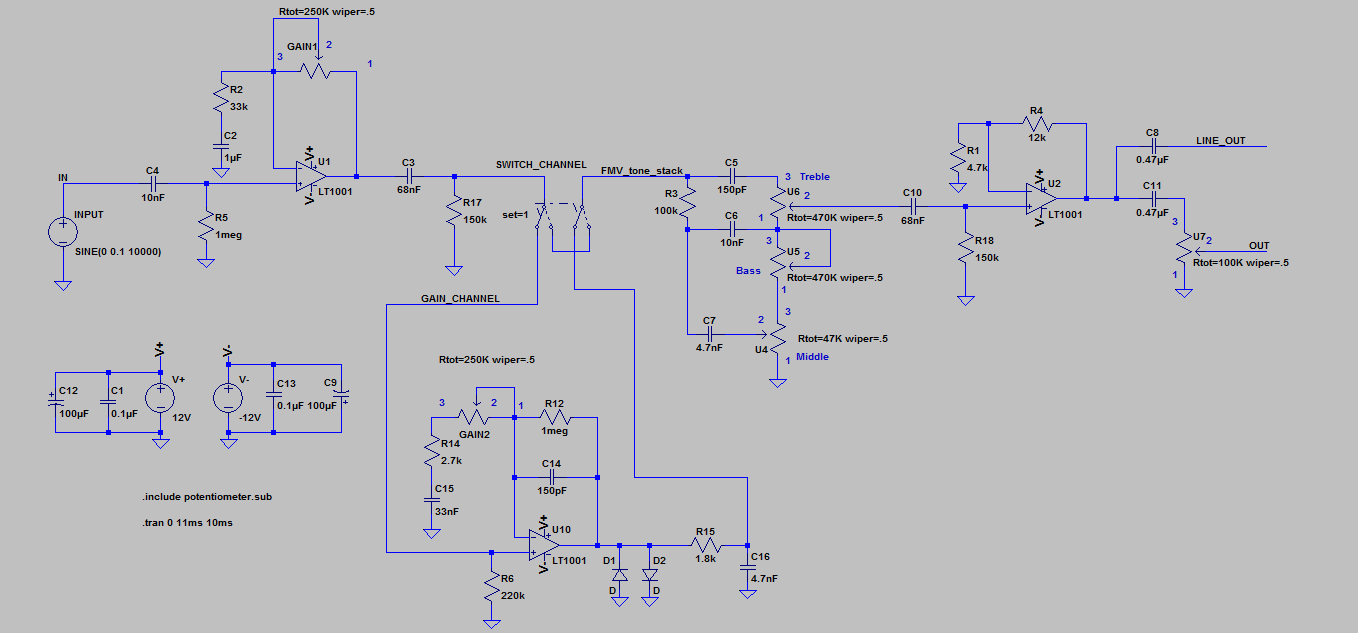 Rtot=250K wiper=.5
GAIN1
2
3
1
R2
33k
C2
1µF
V+
U1
LT1001
V-
IN
C4
10nF
R5
1meg
INPUT
SINE(0 0.1 10000)
C3
68nF
R17
150k
SWITCH_CHANNEL
set=1
FMV_tone_stack
R3
100k
C5
150pF
3
Treble
U6
2
1
Rtot=470K wiper=.5
C6
10nF
3
U5
2
Bass
Rtot=470K wiper=.5
1
C7
4.7nF
2
3
U4
Rtot=47K wiper=.5
1
Middle
C10
68nF
R18
150k
R1
4.7k
R4
12k
V+
U2
LT1001
V-
C8
0.47µF
LINE_OUT
C11
0.47µF
3
U7
2
OUT
Rtot=100K wiper=.5
1
GAIN_CHANNEL
V+
C12
100µF
C1
0.1µF
V+
12V
V-
V-
-12V
C13
0.1µF
C9
100µF
Rtot=250K wiper=.5
3
2
1
GAIN2
R12
1meg
R14
2.7k
C14
150pF
C15
33nF
V+
U10
LT1001
V-
R6
220k
D1
D
D2
D
R15
1.8k
C16
4.7nF
.include potentiometer.sub
.tran 0 11ms 10ms